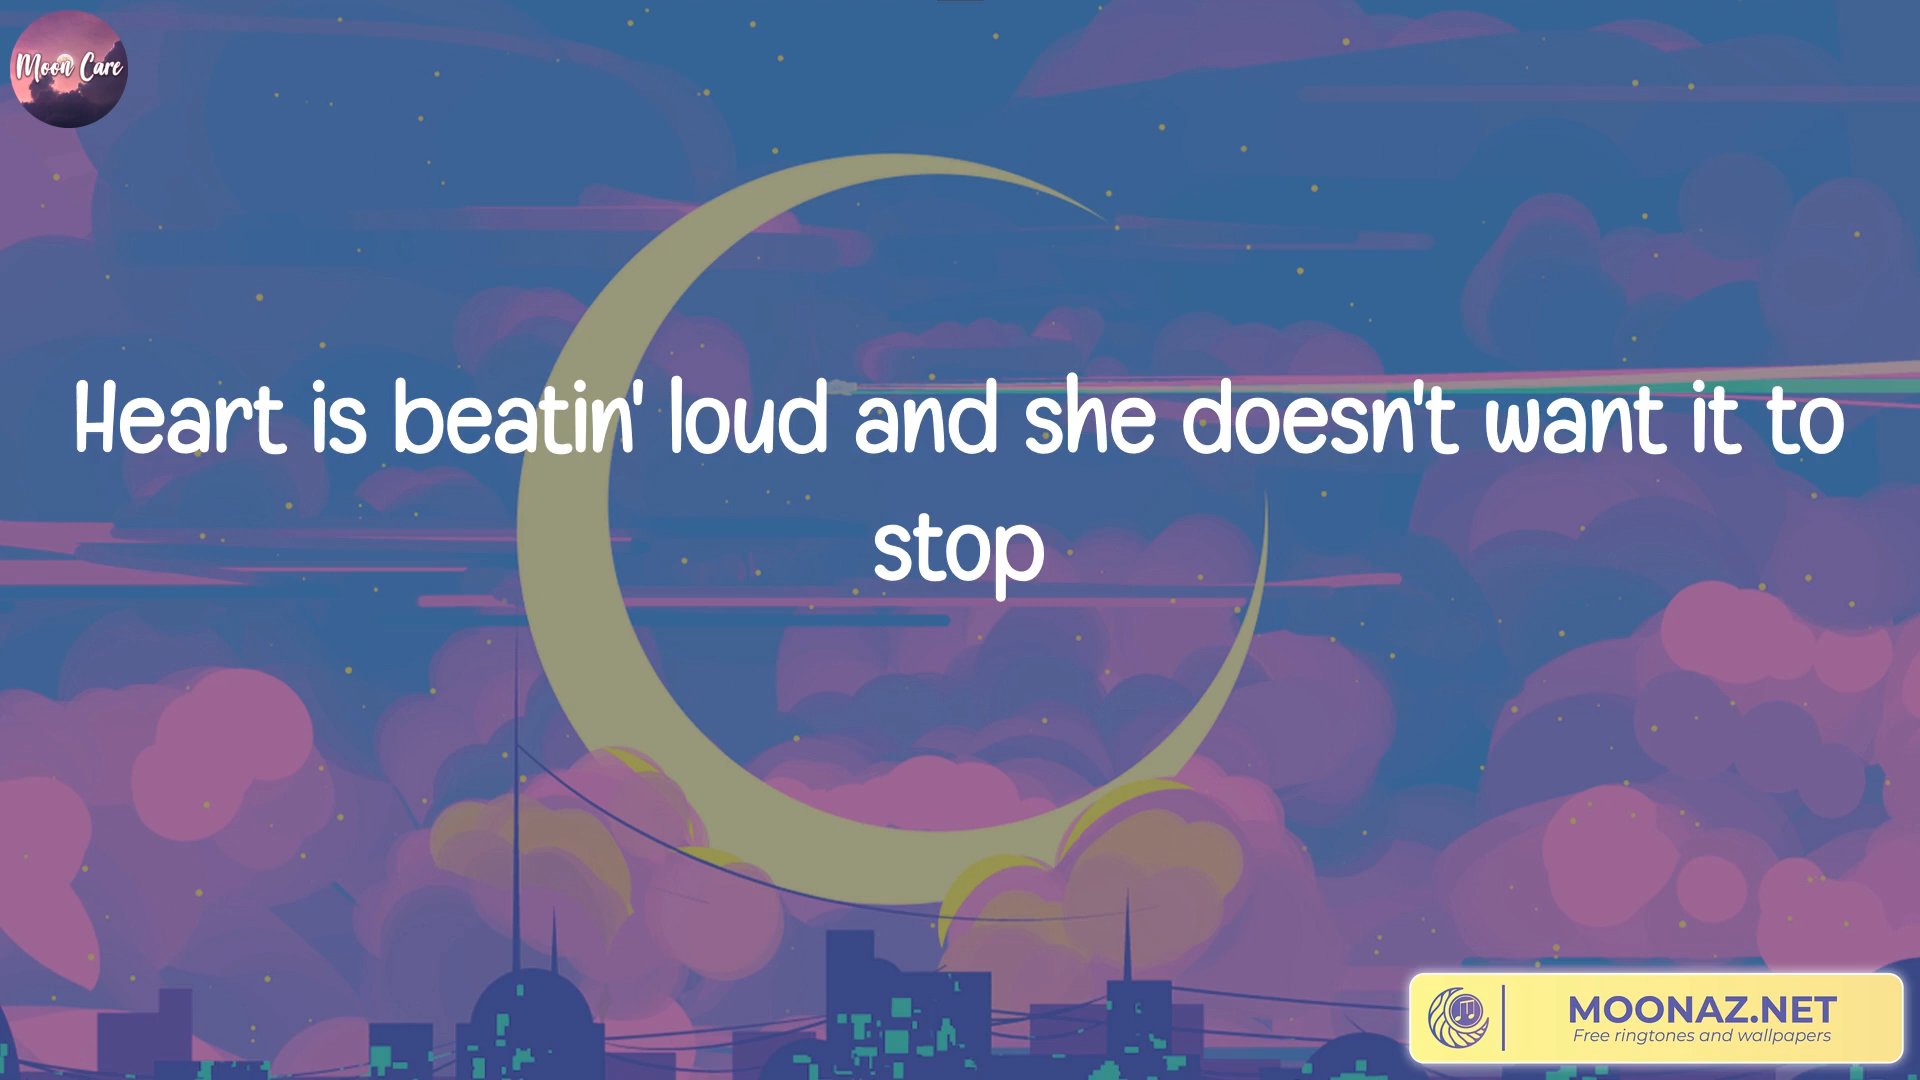 Moon Care
Heart is beatin' loud and she doesn't want it to
stop
MOONAZ.NET
Free ringtones and wallpapers